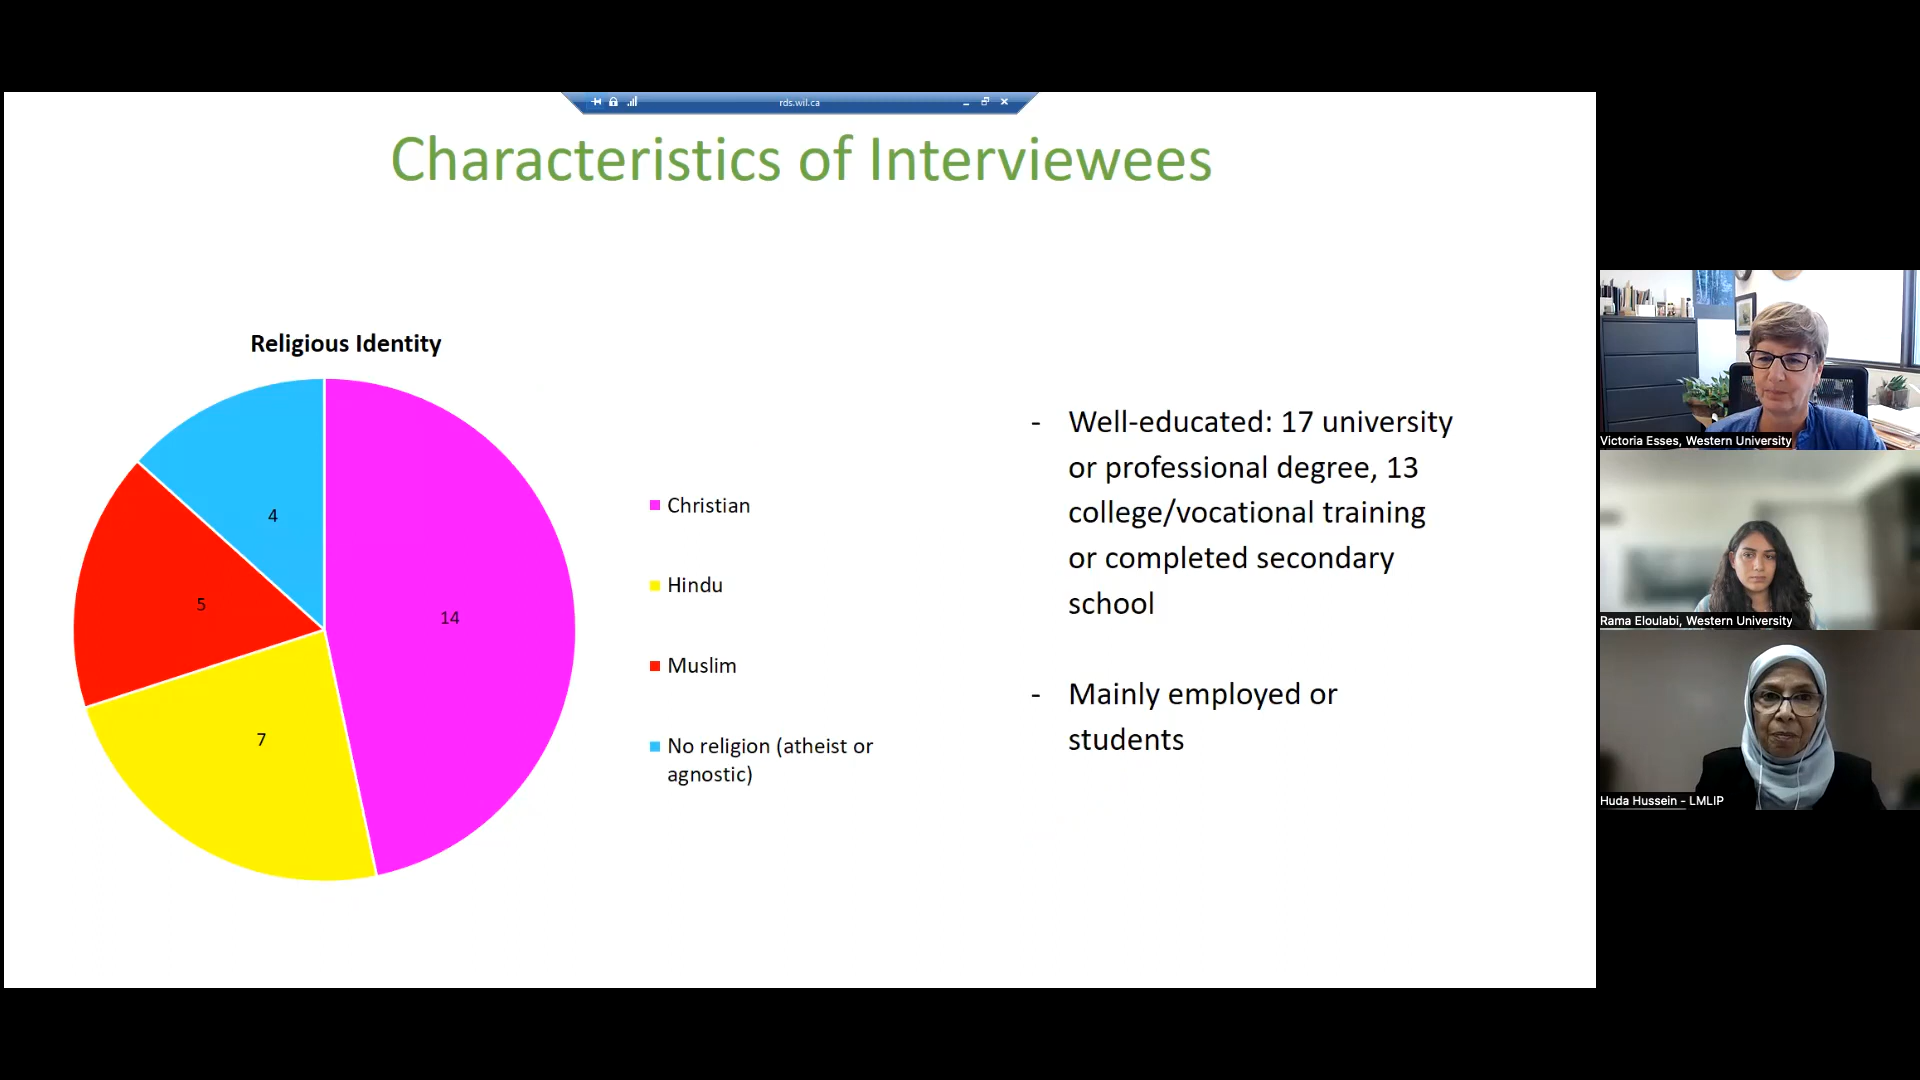 rds.wil.ca
Characteristics of Interviewees
Religious Identity
14
7
5
4
Christian
Hindu
Muslim
No religion (atheist or
agnostic)
- Well-educated: 17 university
or professional degree, 13
college/vocational training
or completed secondary
school
- Mainly employed or
students
Victoria Esses, Western University
Rama Eloulabi, Western University
Huda Hussein - LMLIP